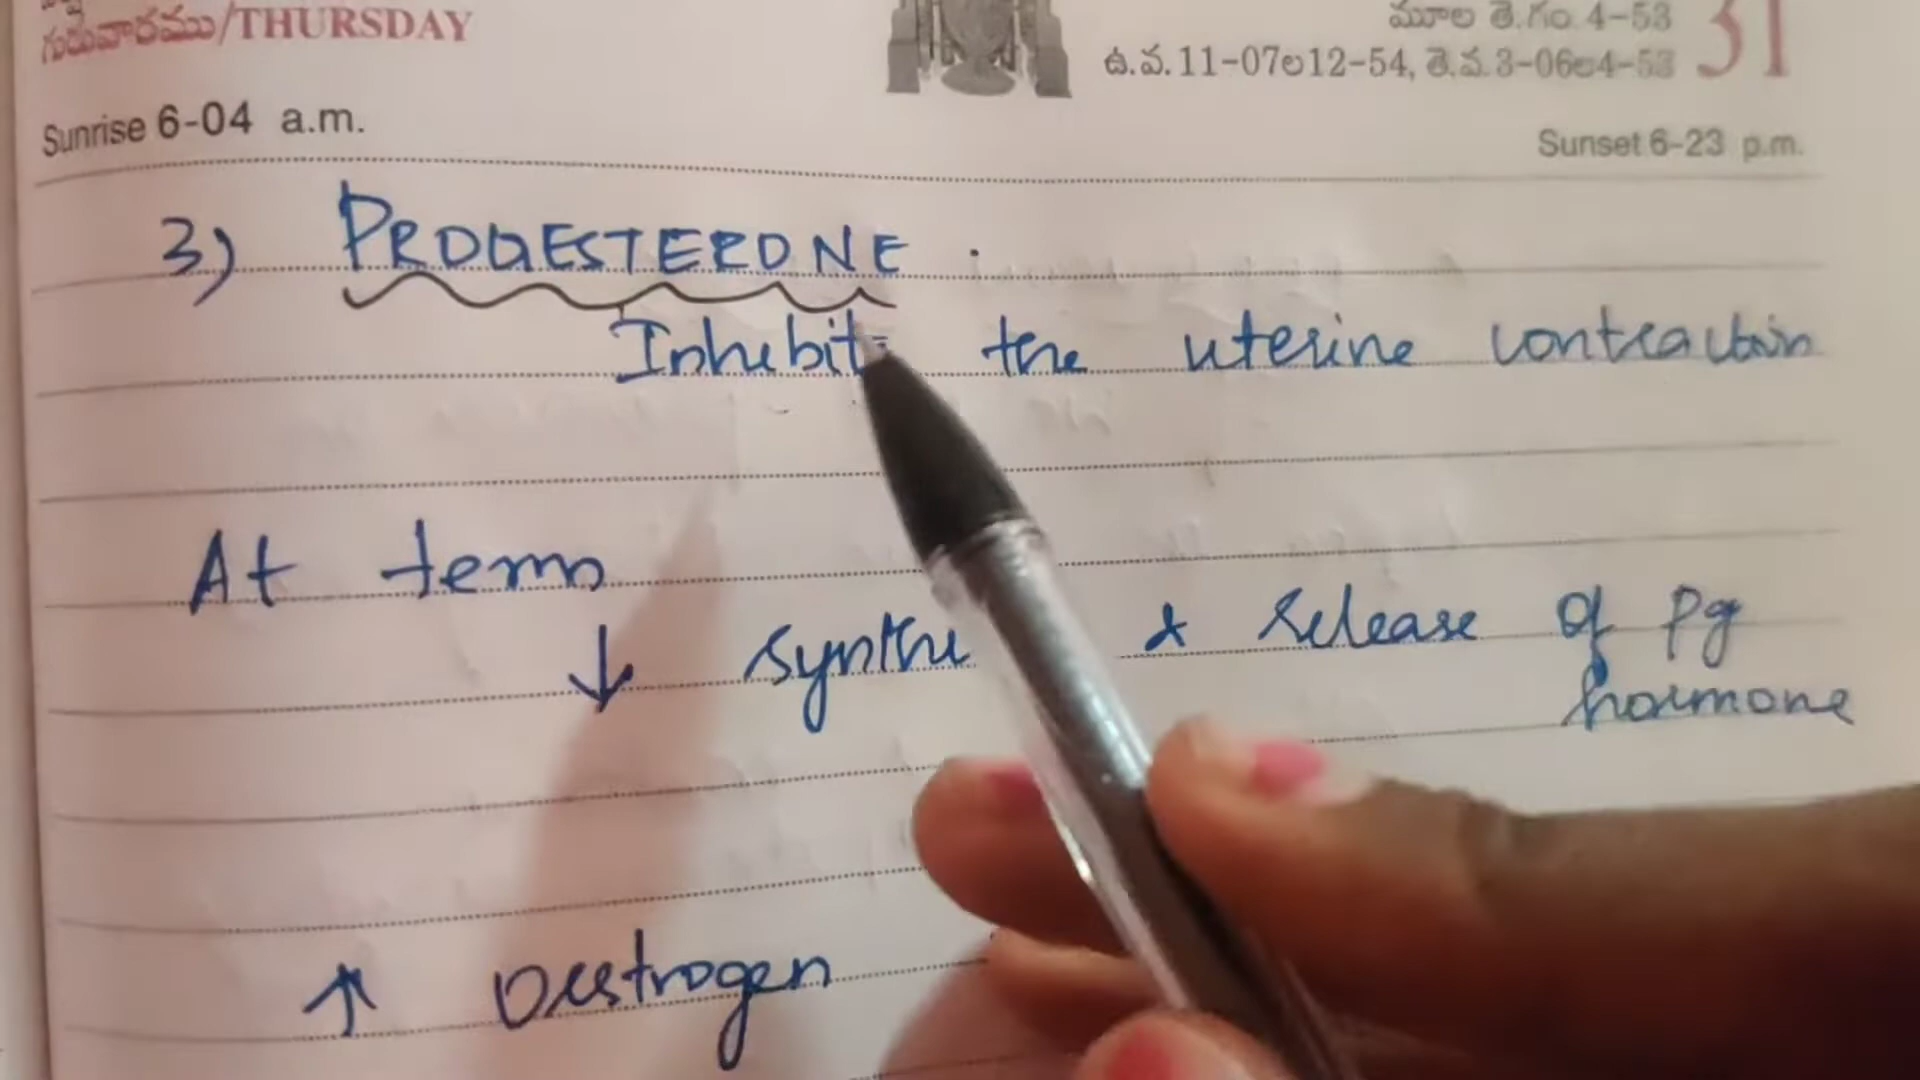 గురువారము/THURSDAY
మూల తె.గం. 4-53
ఉ.వ. 11-07ల12-54, తె.వ. 3-06ల4-53
31
Sunrise 6-04 a.m.
Sunset 6-23 p.m.
3) PROGESTERONE .
Inhibit the uterine contraction
At term
↓ synthe & release of Pg
hormone
↑ Oestrogen